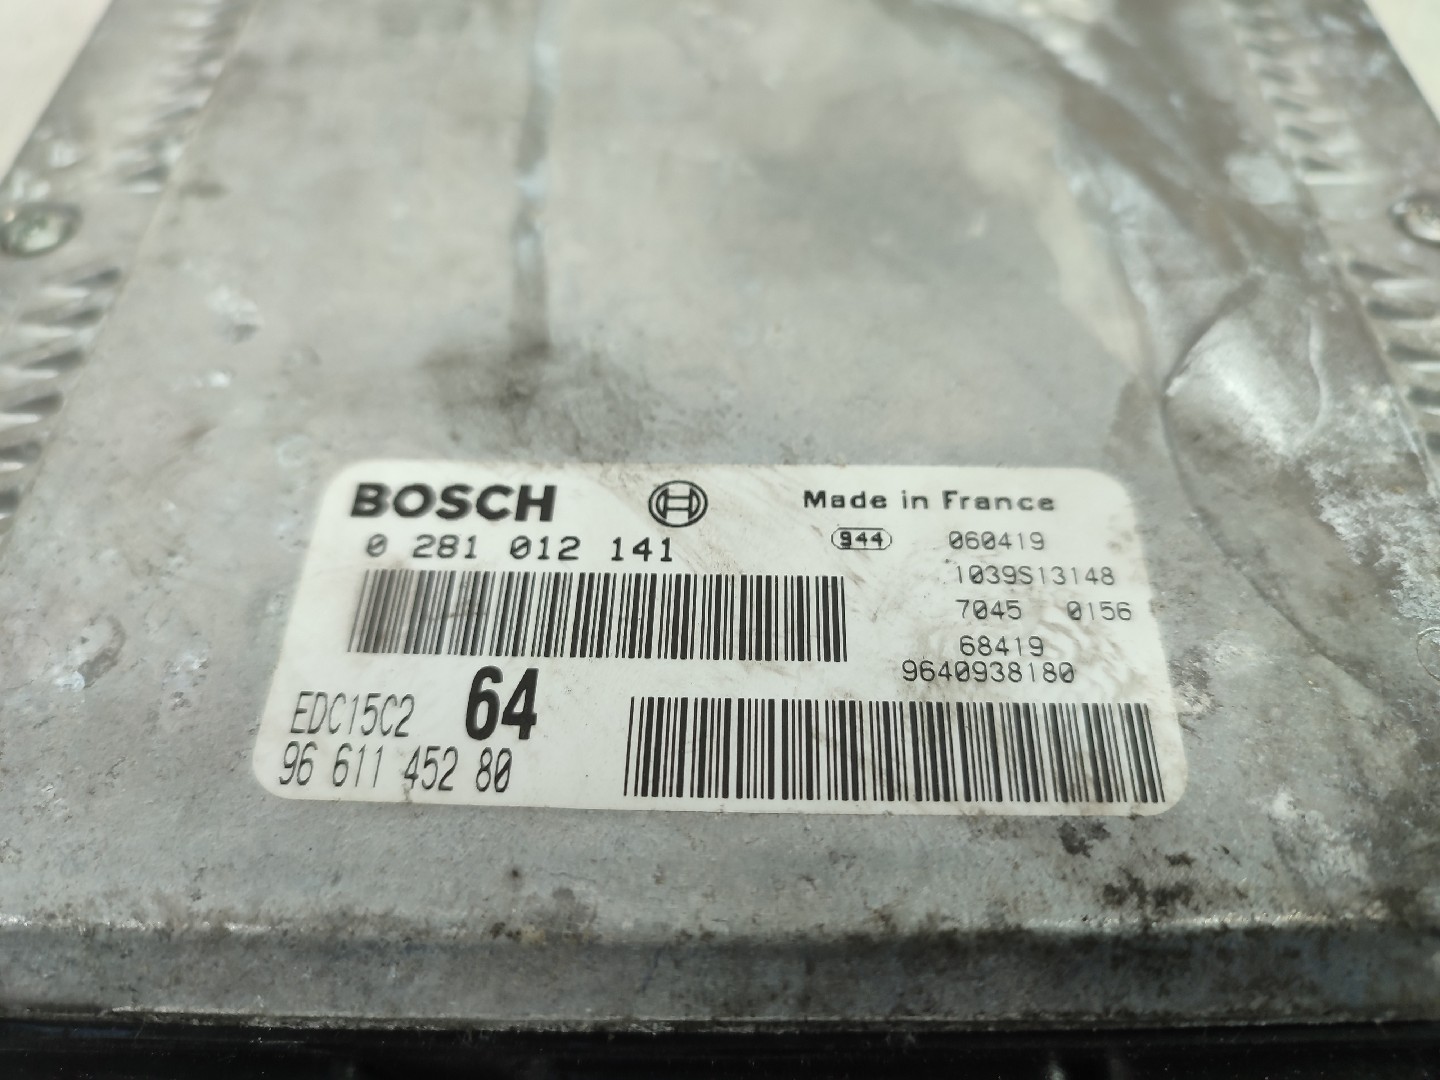 BOSCH
Made in France
0 281 012 141
944
060419
1039S13148
7045 0156
68419
9640938180
EDC15C2 64
96 611 452 80